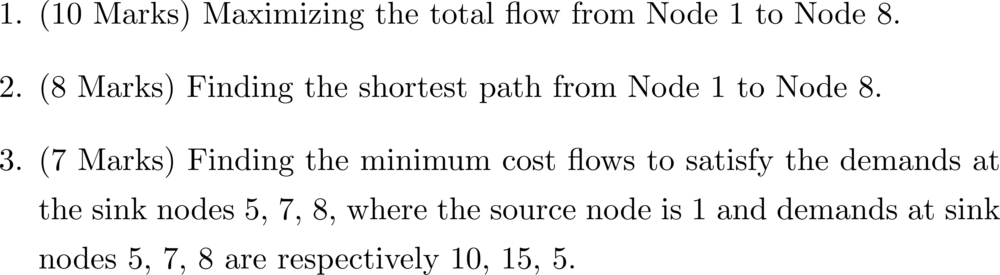 1. (10 Marks) Maximizing the total flow from Node 1 to Node 8.
2. (8 Marks) Finding the shortest path from Node 1 to Node 8.
3. (7 Marks) Finding the minimum cost flows to satisfy the demands at
the sink nodes 5, 7, 8, where the source node is 1 and demands at sink
nodes 5, 7, 8 are respectively 10, 15, 5.